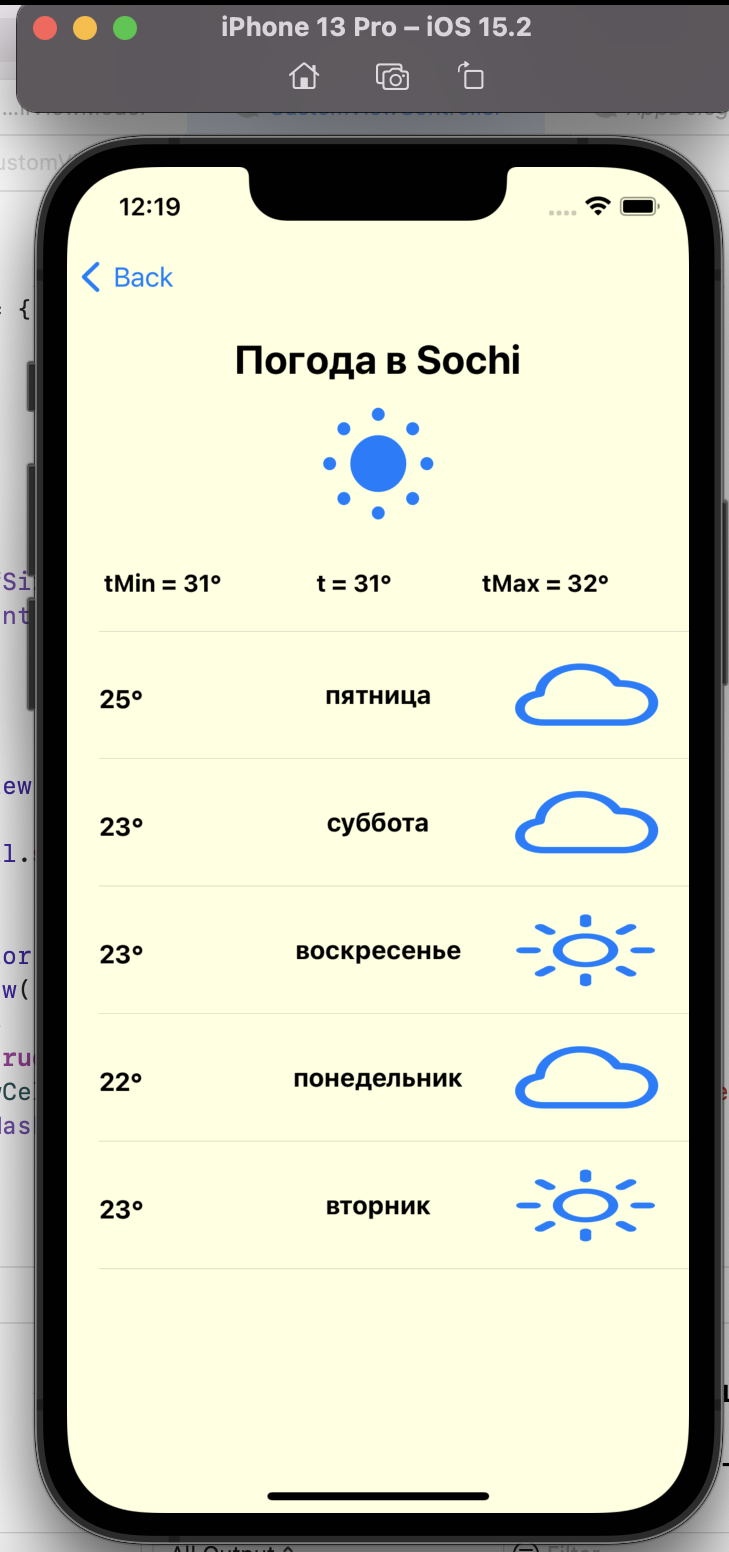 iPhone 13 Pro – iOS 15.2
12:19
Back
Погода в Sochi
tMin = 31° t = 31° tMax = 32°
25° пятница
23° суббота
23° воскресенье
22° понедельник
23° вторник